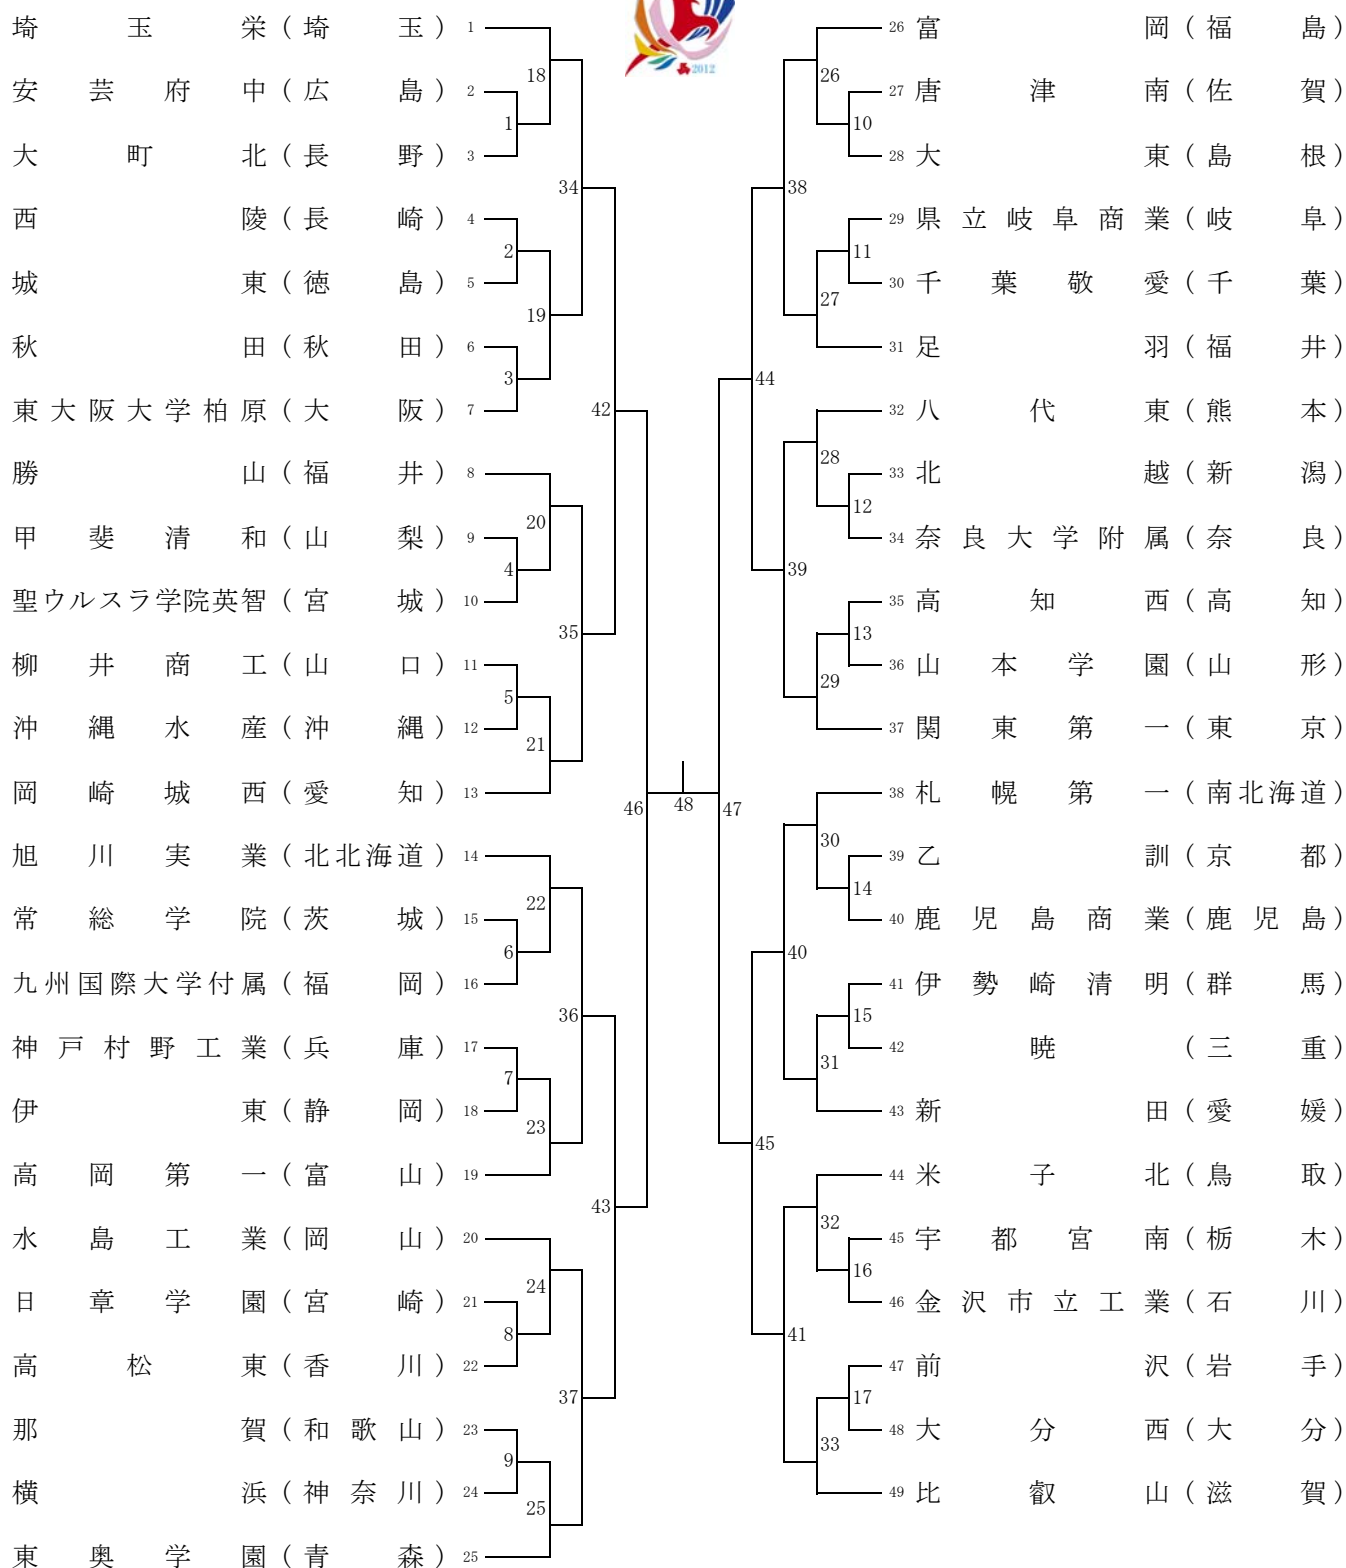 2012
埼玉栄（埼玉）1
安芸府中（広島）2
大町北（長野）3
西陵（長崎）4
城東（徳島）5
秋田（秋田）6
東大阪大学柏原（大阪）7
勝山（福井）8
甲斐清和（山梨）9
聖ウルスラ学院英智（宮城）10
柳井商工（山口）11
沖縄水産（沖縄）12
岡崎城西（愛知）13
旭川実業（北北海道）14
常総学院（茨城）15
九州国際大学付属（福岡）16
神戸村野工業（兵庫）17
伊東（静岡）18
高岡第一（富山）19
水島工業（岡山）20
日章学園（宮崎）21
高松東（香川）22
那賀（和歌山）23
横浜（神奈川）24
東奥学園（青森）25
18
1
34
2
19
3
42
20
4
35
5
21
46
22
6
36
7
23
43
24
8
37
9
25
48
47
26
10
38
11
27
44
28
12
39
13
29
30
14
40
15
31
45
32
16
41
17
33
26 富岡（福島）
27 唐津南（佐賀）
28 大東（島根）
29 県立岐阜商業（岐阜）
30 千葉敬愛（千葉）
31 足羽（福井）
32 八代東（熊本）
33 北越（新潟）
34 奈良大学附属（奈良）
35 高知西（高知）
36 山本学園（山形）
37 関東第一（東京）
38 札幌第一（南北海道）
39 乙訓（京都）
40 鹿児島商業（鹿児島）
41 伊勢崎清明（群馬）
42 暁（三重）
43 新田（愛媛）
44 米子北（鳥取）
45 宇都宮南（栃木）
46 金沢市立工業（石川）
47 前沢（岩手）
48 大分西（大分）
49 比叡山（滋賀）